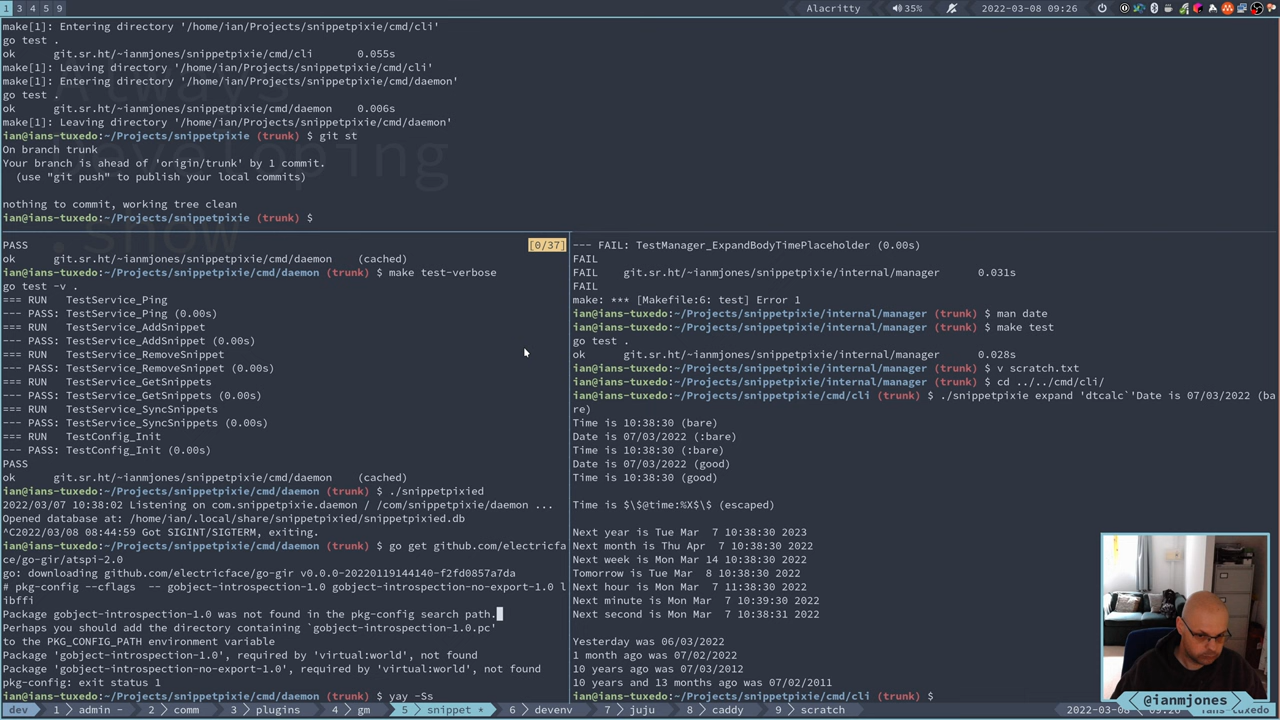 1 3 4 5 9
Alacritty
35%
2022-03-08 09:26
make[1]: Entering directory '/home/ian/Projects/snippetpixie/cmd/cli'
go test .
ok git.sr.ht/~ianmjones/snippetpixie/cmd/cli 0.055s
make[1]: Leaving directory '/home/ian/Projects/snippetpixie/cmd/cli'
make[1]: Entering directory '/home/ian/Projects/snippetpixie/cmd/daemon'
go test .
ok git.sr.ht/~ianmjones/snippetpixie/cmd/daemon 0.006s
make[1]: Leaving directory '/home/ian/Projects/snippetpixie/cmd/daemon'
ian@ians-tuxedo:~/Projects/snippetpixie (trunk) $ git st
On branch trunk
Your branch is ahead of 'origin/trunk' by 1 commit.
(use "git push" to publish your local commits)
nothing to commit, working tree clean
ian@ians-tuxedo:~/Projects/snippetpixie (trunk) $
PASS
[0/37]
ok git.sr.ht/~ianmjones/snippetpixie/cmd/daemon (cached)
ian@ians-tuxedo:~/Projects/snippetpixie/cmd/daemon (trunk) $ make test-verbose
go test -v .
=== RUN TestService_Ping
--- PASS: TestService_Ping (0.00s)
=== RUN TestService_AddSnippet
--- PASS: TestService_AddSnippet (0.00s)
=== RUN TestService_RemoveSnippet
--- PASS: TestService_RemoveSnippet (0.00s)
=== RUN TestService_GetSnippets
--- PASS: TestService_GetSnippets (0.00s)
=== RUN TestService_SyncSnippets
--- PASS: TestService_SyncSnippets (0.00s)
=== RUN TestConfig_Init
--- PASS: TestConfig_Init (0.00s)
PASS
ok git.sr.ht/~ianmjones/snippetpixie/cmd/daemon (cached)
ian@ians-tuxedo:~/Projects/snippetpixie/cmd/daemon (trunk) $ ./snippetpixied
2022/03/07 10:38:02 Listening on com.snippetpixie.daemon / /com/snippetpixie/daemon ...
Opened database at: /home/ian/.local/share/snippetpixied/snippetpixied.db
^C2022/03/08 08:44:59 Got SIGINT/SIGTERM, exiting.
ian@ians-tuxedo:~/Projects/snippetpixie/cmd/daemon (trunk) $ go get github.com/electricfa
ce/go-gir/atspi-2.0
go: downloading github.com/electricface/go-gir v0.0.0-20220119144140-f2fd0857a7da
# pkg-config --cflags -- gobject-introspection-1.0 gobject-introspection-no-export-1.0 l
ibffi
Package gobject-introspection-1.0 was not found in the pkg-config search path.
Perhaps you should add the directory containing `gobject-introspection-1.0.pc'
to the PKG_CONFIG_PATH environment variable
Package 'gobject-introspection-1.0', required by 'virtual:world', not found
Package 'gobject-introspection-no-export-1.0', required by 'virtual:world', not found
pkg-config: exit status 1
ian@ians-tuxedo:~/Projects/snippetpixie/cmd/daemon (trunk) $ yay -Ss
--- FAIL: TestManager_ExpandBodyTimePlaceholder (0.00s)
FAIL
FAIL git.sr.ht/~ianmjones/snippetpixie/internal/manager 0.031s
FAIL
make: *** [Makefile:6: test] Error 1
ian@ians-tuxedo:~/Projects/snippetpixie/internal/manager (trunk) $ man date
ian@ians-tuxedo:~/Projects/snippetpixie/internal/manager (trunk) $ make test
go test .
ok git.sr.ht/~ianmjones/snippetpixie/internal/manager 0.028s
ian@ians-tuxedo:~/Projects/snippetpixie/internal/manager (trunk) $ v scratch.txt
ian@ians-tuxedo:~/Projects/snippetpixie/internal/manager (trunk) $ cd ../../cmd/cli/
ian@ians-tuxedo:~/Projects/snippetpixie/cmd/cli (trunk) $ ./snippetpixie expand 'dtcalc`'Date is 07/03/2022 (ba
re)
Time is 10:38:30 (bare)
Date is 07/03/2022 (:bare)
Time is 10:38:30 (:bare)
Date is 07/03/2022 (good)
Time is 10:38:30 (good)
Time is $\$@time:%X$\$ (escaped)
Next year is Tue Mar 7 10:38:30 2023
Next month is Thu Apr 7 10:38:30 2022
Next week is Mon Mar 14 10:38:30 2022
Tomorrow is Tue Mar 8 10:38:30 2022
Next hour is Mon Mar 7 11:38:30 2022
Next minute is Mon Mar 7 10:39:30 2022
Next second is Mon Mar 7 10:38:31 2022
Yesterday was 06/03/2022
1 month ago was 07/02/2022
10 years ago was 07/03/2012
10 years and 13 months ago was 07/02/2011
ian@ians-tuxedo:~/Projects/snippetpixie/cmd/cli (trunk) $
@ianmjones
dev 1 admin - 2 comm 3 plugins 4 gm 5 snippet * 6 devenv 7 juju 8 caddy 9 scratch 2022-03-08